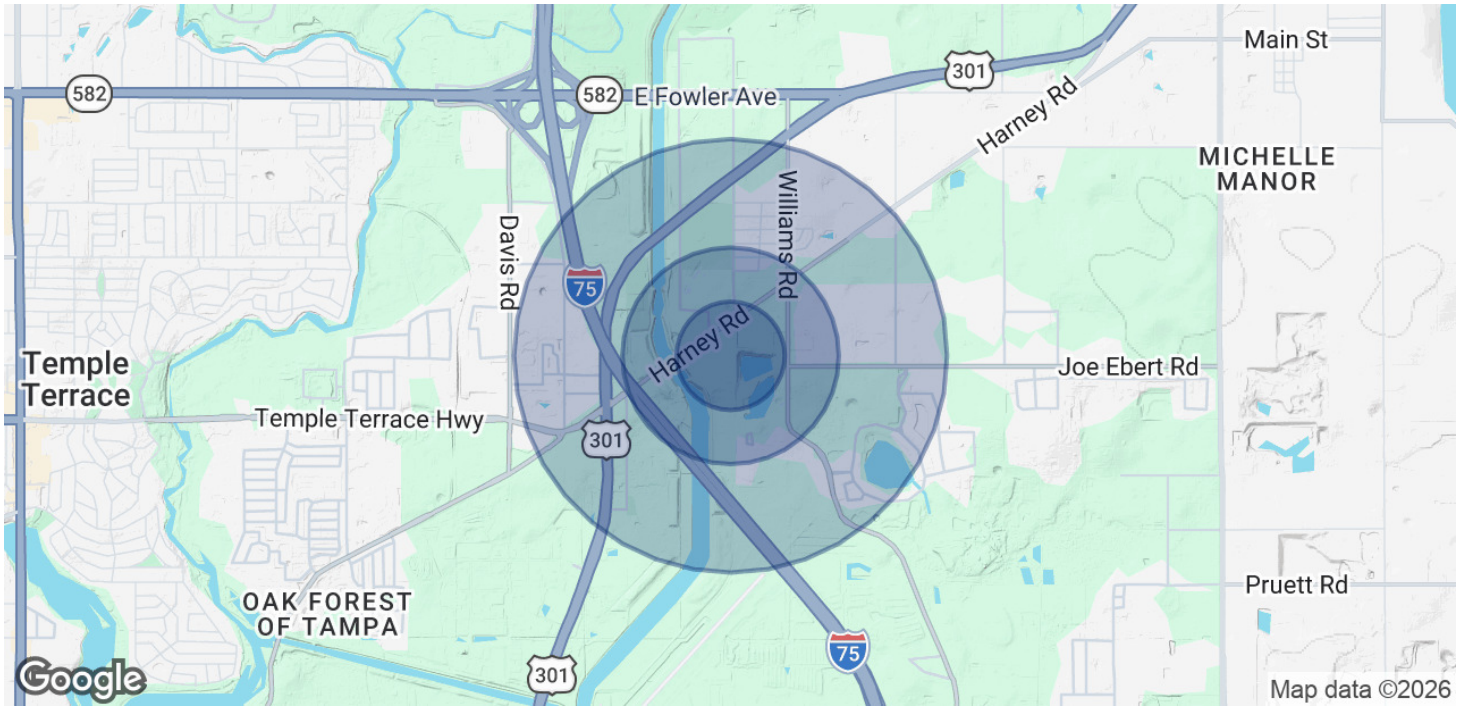 Main St
301
582
582
E Fowler Ave
Harney Rd
MICHELLE
MANOR
Williams Rd
Davis Rd
75
Harney Rd
Temple
Terrace
Joe Ebert Rd
Temple Terrace Hwy
301
Pruett Rd
OAK FOREST
OF TAMPA
75
301
Google
Map data ©2026